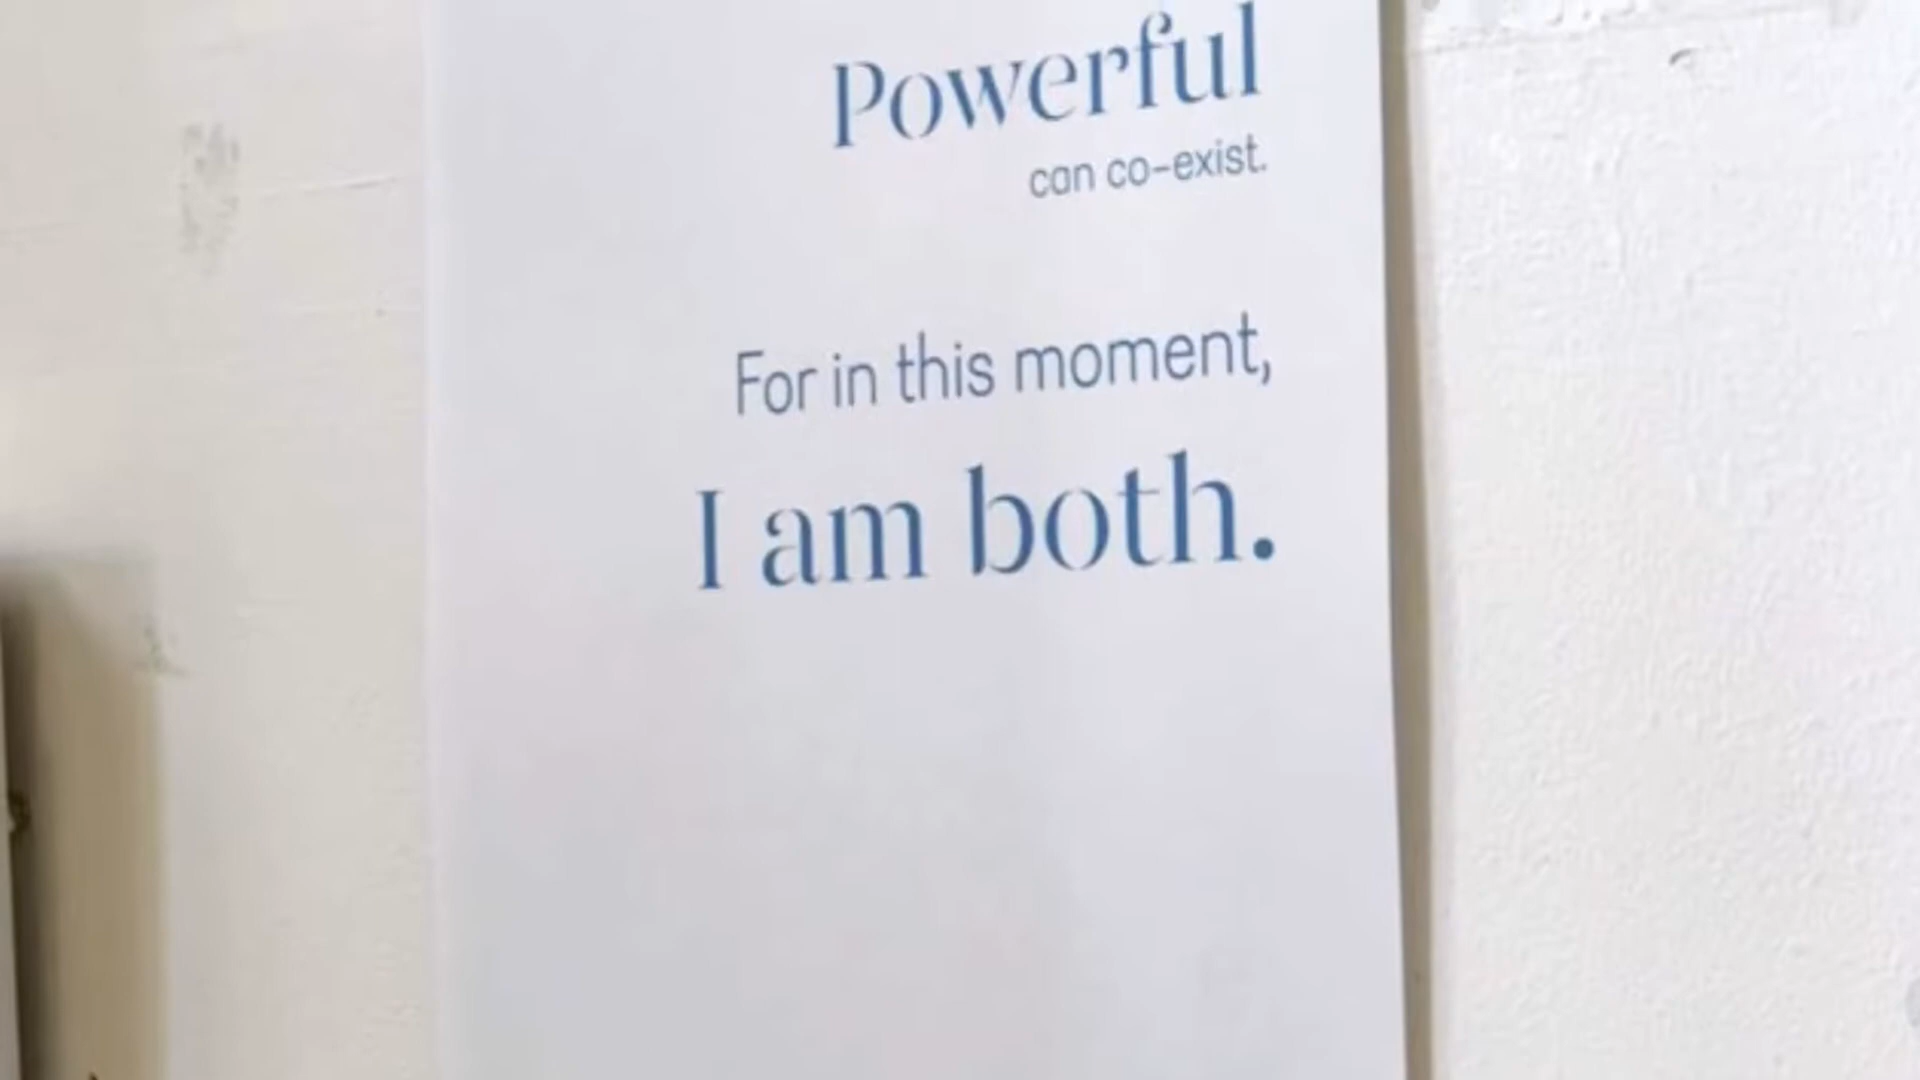 Powerful
can co-exist.
For in this moment,
I am both.